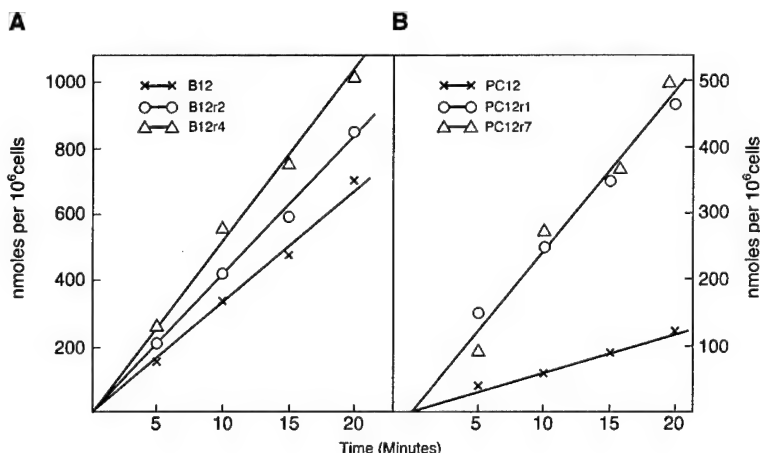 A
B
B12
B12r2
B12r4
PC12
PC12r1
PC12r7
1000
800
600
400
200
nmoles per 10⁶cells
500
400
300
200
100
nmoles per 10⁶cells
5 10 15 20
5 10 15 20
Time (Minutes)